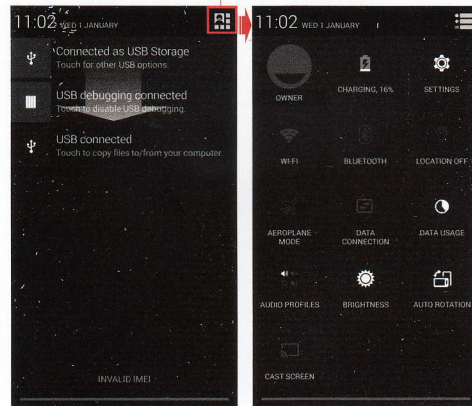 11:02 WED 1 JANUARY
Connected as USB Storage
Touch for other USB options.
USB debugging connected
Touch to disable USB debugging.
USB connected
Touch to copy files to/from your computer
INVALID IMEI
11:02 WED 1 JANUARY
OWNER
CHARGING, 16%
SETTINGS
WI-FI
BLUETOOTH
LOCATION OFF
AEROPLANE MODE
DATA CONNECTION
DATA USAGE
AUDIO PROFILES
BRIGHTNESS
AUTO ROTATION
CAST SCREEN